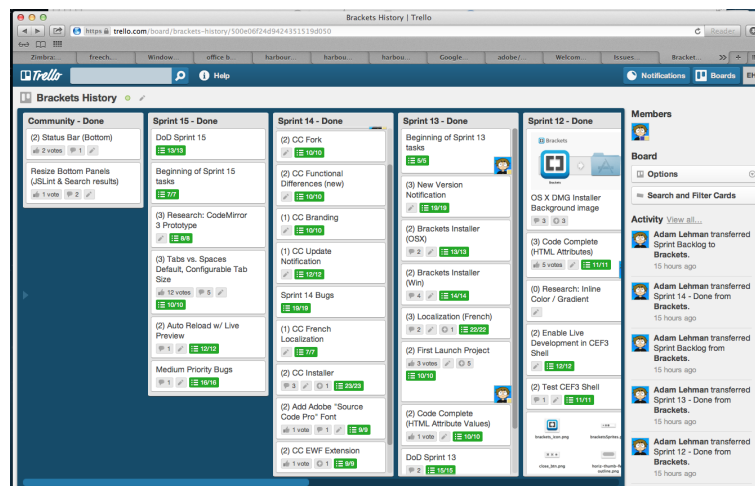 Brackets History | Trello
https trello.com/board/brackets-history/500e06f24d9424351519d050
Reader
Zimbra:...
freech...
Window...
office b...
harbour...
harbou...
harbou...
Google...
adobe/...
Welcom...
Issues...
Bracket...
Trello
Help
Notifications
Boards
EH
Brackets History
Community - Done
(2) Status Bar (Bottom)
2 votes 1
Resize Bottom Panels
(JSLint & Search results)
1 vote 2
Sprint 15 - Done
DoD Sprint 15
13/13
Beginning of Sprint 15
tasks
7/7
(3) Research: CodeMirror
3 Prototype
8/8
(3) Tabs vs. Spaces
Default, Configurable Tab
Size
12 votes 5
10/10
(2) Auto Reload w/ Live
Preview
1 12/12
Medium Priority Bugs
1 16/16
Sprint 14 - Done
(2) CC Fork
10/10
(2) CC Functional
Differences (new)
10/10
(1) CC Branding
10/10
(1) CC Update
Notification
12/12
Sprint 14 Bugs
19/19
(1) CC French
Localization
7/7
(2) CC Installer
3 1 23/23
(2) Add Adobe "Source
Code Pro" Font
1 vote 1 9/9
(2) CC EWF Extension
1 vote 1 9/9
Sprint 13 - Done
Beginning of Sprint 13
tasks
5/5
(3) New Version
Notification
19/19
(2) Brackets Installer
(OSX)
2 13/13
(2) Brackets Installer
(Win)
4 14/14
(3) Localization (French)
2 1 22/22
(2) First Launch Project
3 votes 5
10/10
(2) Code Complete
(HTML Attribute Values)
1 vote 10/10
DoD Sprint 13
2 15/15
Sprint 12 - Done
Brackets
Brackets
OS X DMG Installer
Background image
3 3
(3) Code Complete
(HTML Attributes)
5 votes 11/11
(0) Research: Inline
Color / Gradient
(2) Enable Live
Development in CEF3
Shell
12/12
(2) Test CEF3 Shell
1 11/11
brackets_icon.png
bracketsSprites.p
close_btn.png
Members
Board
Options
Search and Filter Cards
Activity View all...
Adam Lehman transferred
Sprint Backlog to
Brackets.
15 hours ago
Adam Lehman transferred
Sprint 14 - Done from
Brackets.
15 hours ago
Adam Lehman transferred
Sprint Backlog from
Brackets.
15 hours ago
Adam Lehman transferred
Sprint 13 - Done from
Brackets.
15 hours ago
Adam Lehman transferred
Sprint 12 - Done from
Brackets.
15 hours ago